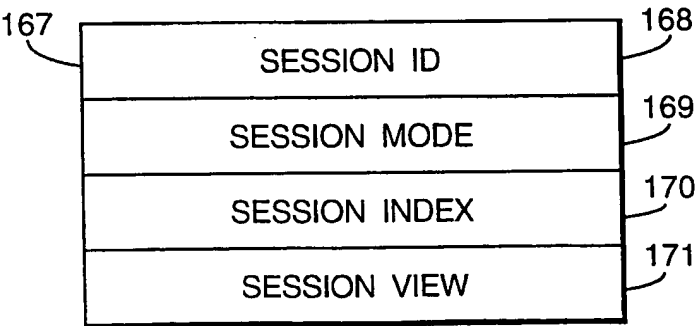 167
168
SESSION ID
169
SESSION MODE
170
SESSION INDEX
171
SESSION VIEW